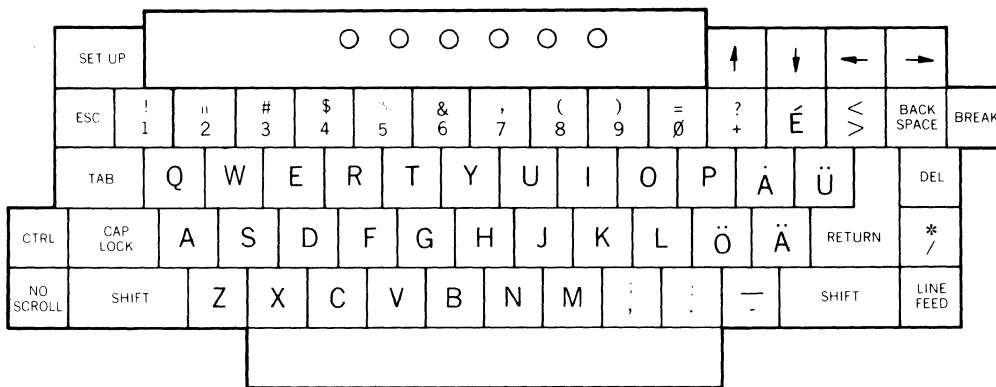 SET UP ↑ ↓ ← →
! " # $ % & ' ( ) = ? < BACK
ESC 1 2 3 4 5 6 7 8 9 Ø + É > SPACE BREAK
TAB Q W E R T Y U I O P Å Ü DEL
CTRL CAP LOCK A S D F G H J K L Ö Ä RETURN * /
NO SCROLL SHIFT Z X C V B N M ; , : . — - SHIFT LINE FEED